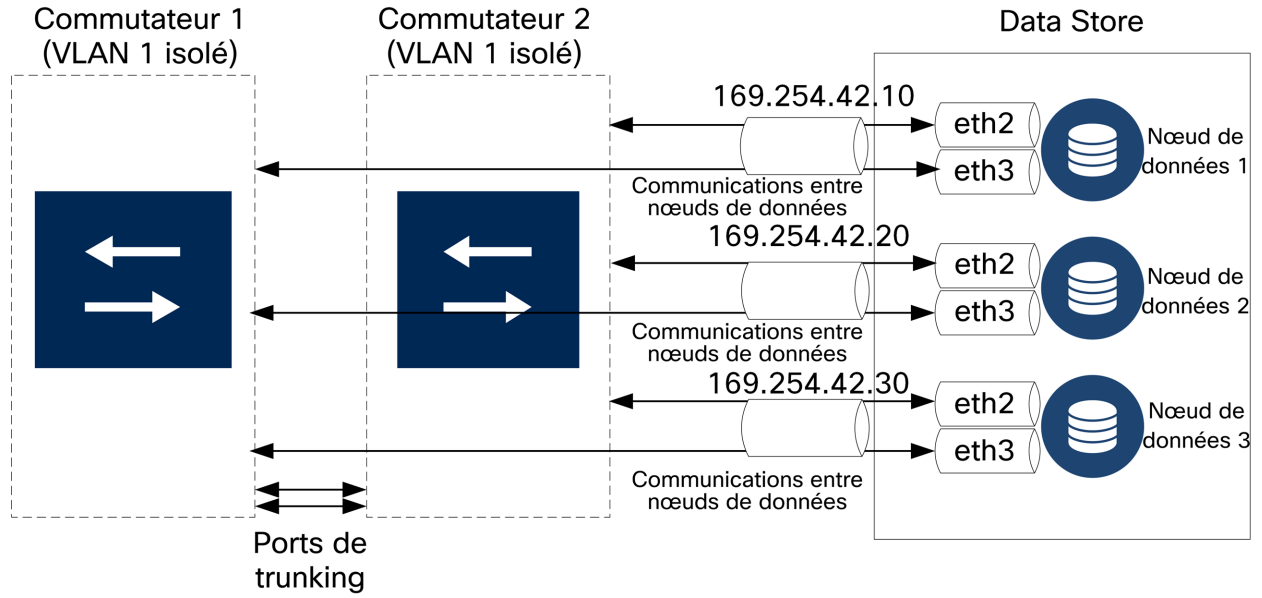 Commutateur 1
(VLAN 1 isolé)
Commutateur 2
(VLAN 1 isolé)
Data Store
169.254.42.10
eth2
eth3
Nœud de
données 1
Communications entre
nœuds de données
169.254.42.20
eth2
eth3
Nœud de
données 2
Communications entre
nœuds de données
169.254.42.30
eth2
eth3
Nœud de
données 3
Communications entre
nœuds de données
Ports de
trunking